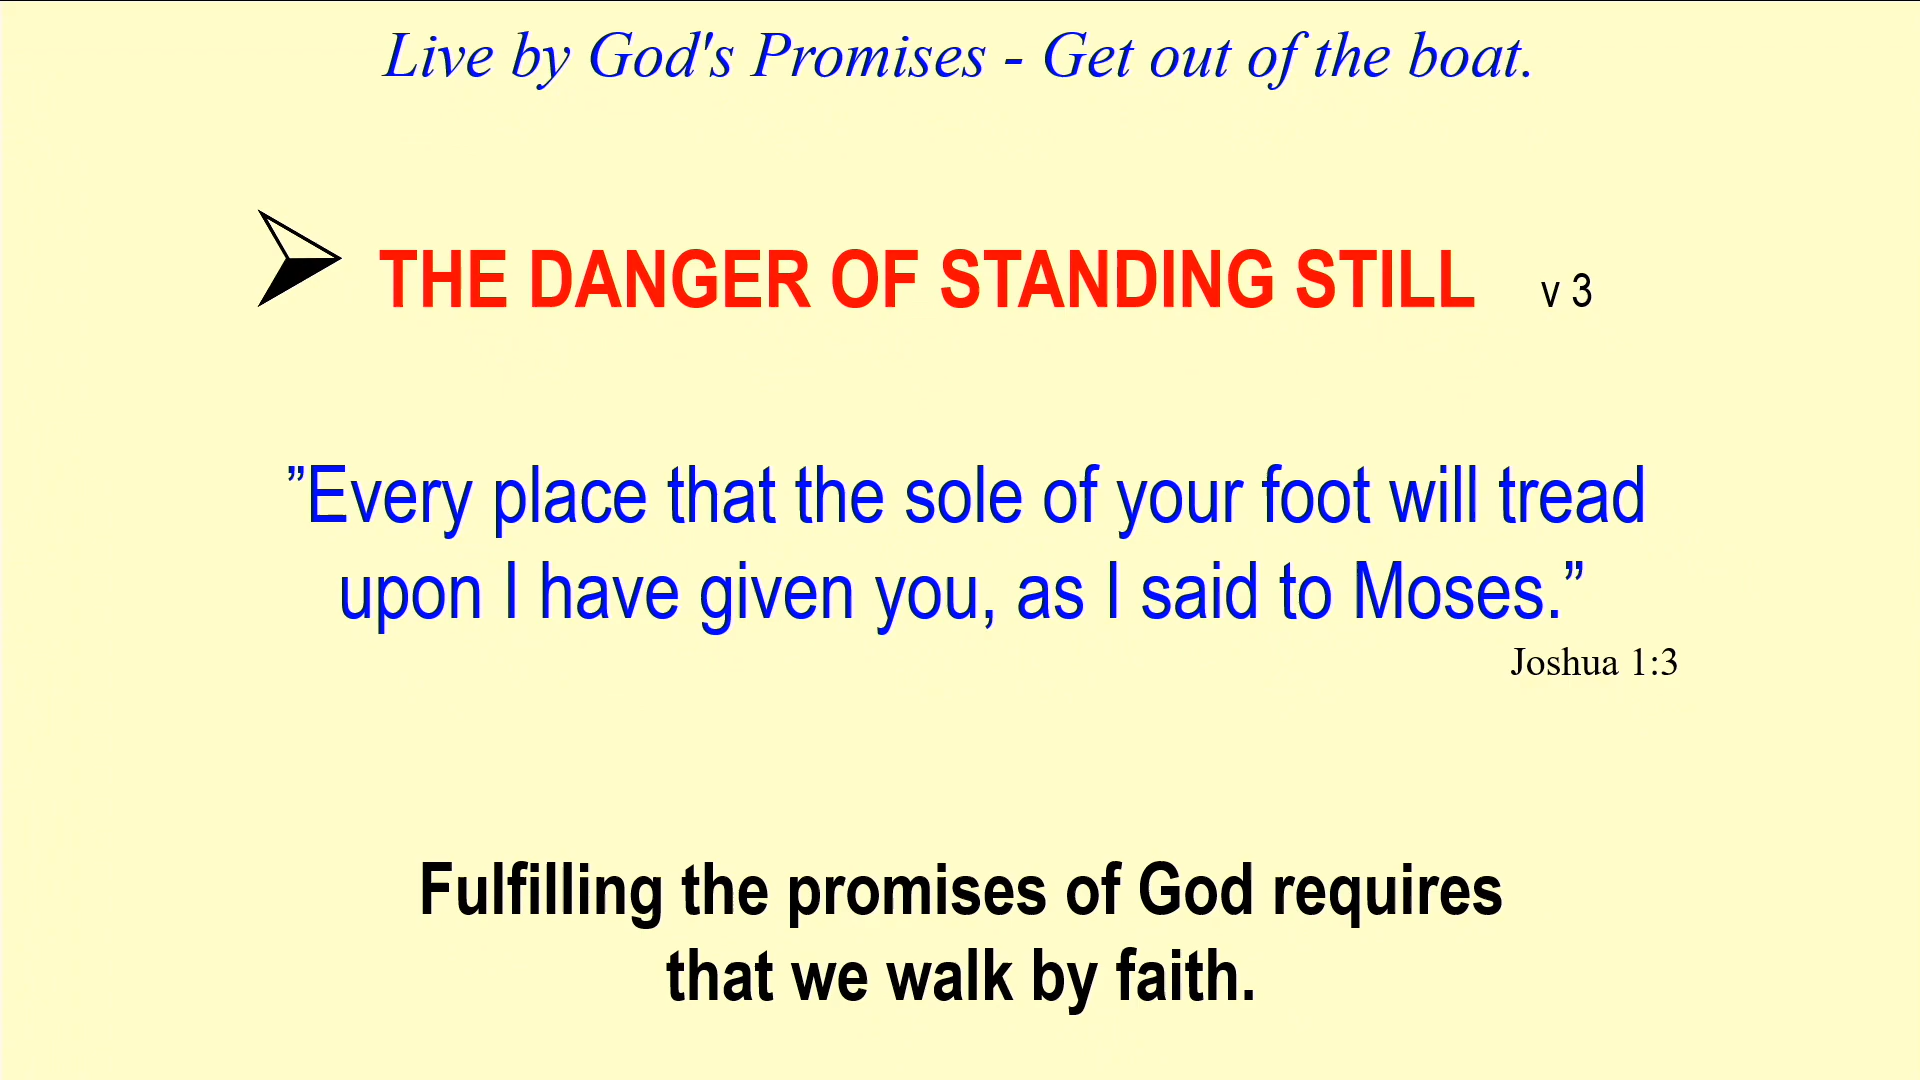 Live by God's Promises - Get out of the boat.
THE DANGER OF STANDING STILL v 3
”Every place that the sole of your foot will tread
upon I have given you, as I said to Moses.”
Joshua 1:3
Fulfilling the promises of God requires
that we walk by faith.